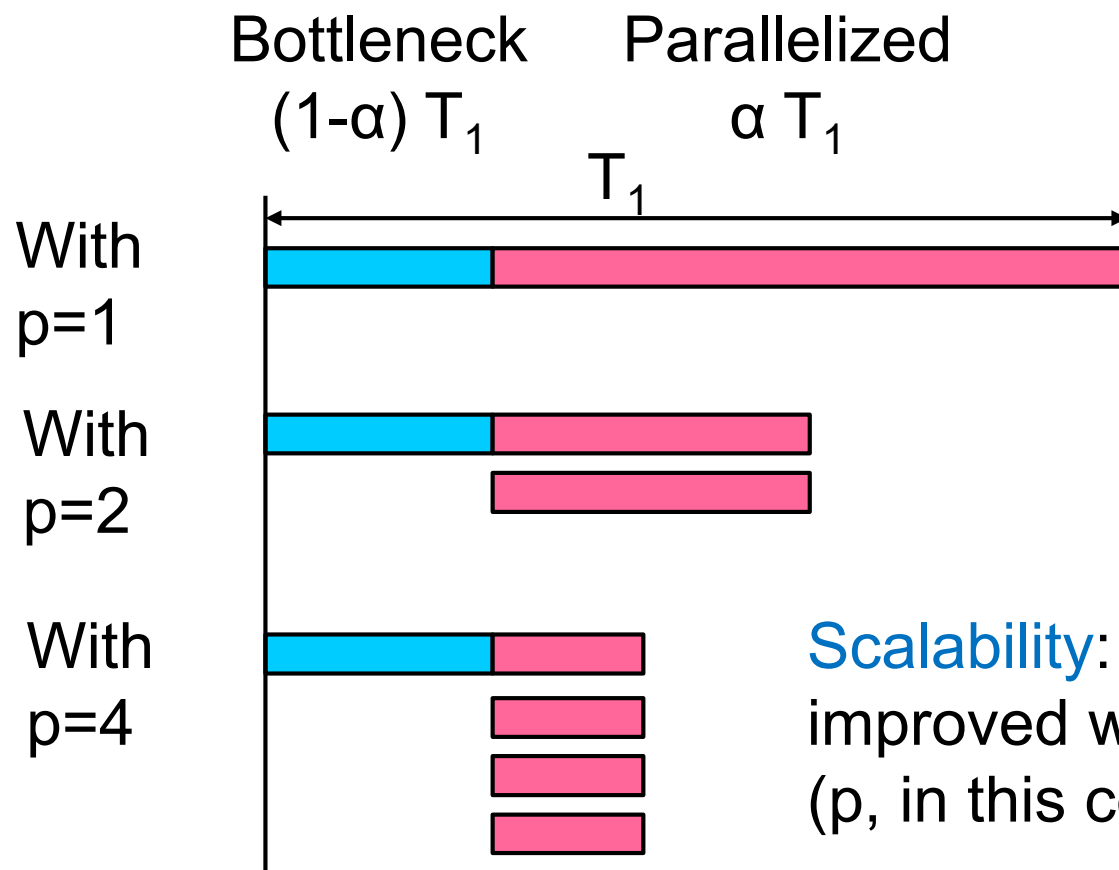 Bottleneck Parallelized
(1-α) T₁ α T₁
T₁
With
p=1
With
p=2
With
p=4
Scalability:
improved w
(p, in this c